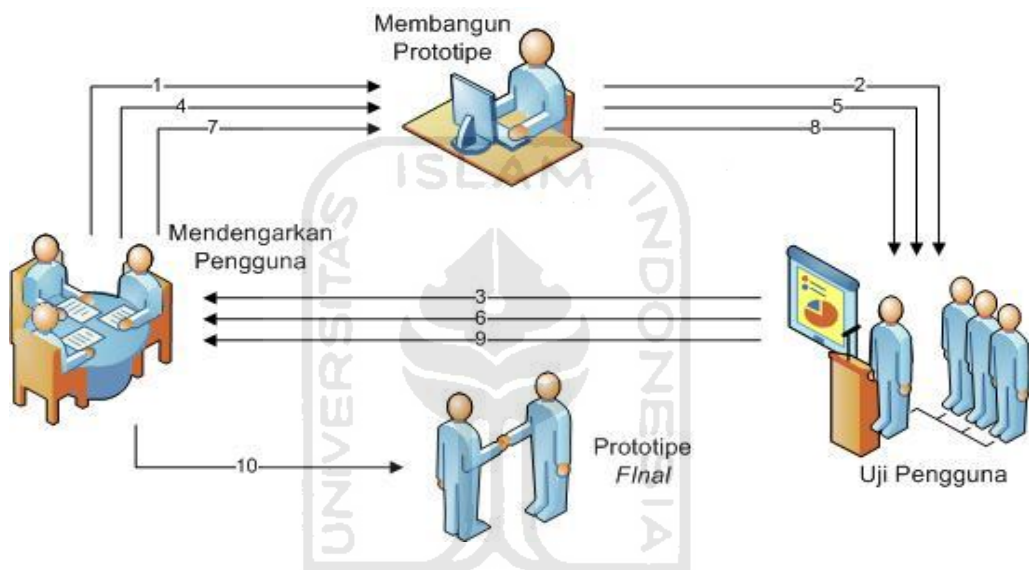 Membangun
Prototipe
1
4
7
2
5
8
ISLAM
UNIVERSITAS
INDONESIA
Mendengarkan
Pengguna
3
6
9
10
Prototipe
FInal
Uji Pengguna